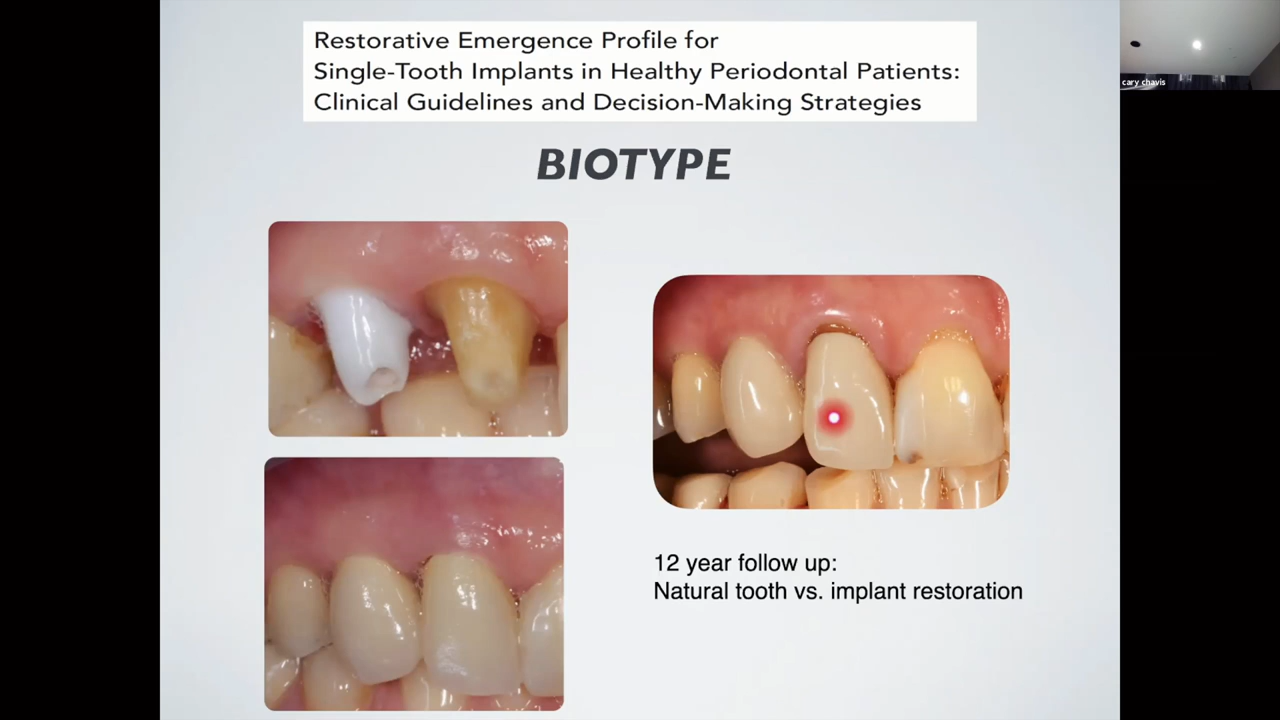 Restorative Emergence Profile for
Single-Tooth Implants in Healthy Periodontal Patients:
Clinical Guidelines and Decision-Making Strategies
cary chavis
BIOTYPE
12 year follow up:
Natural tooth vs. implant restoration